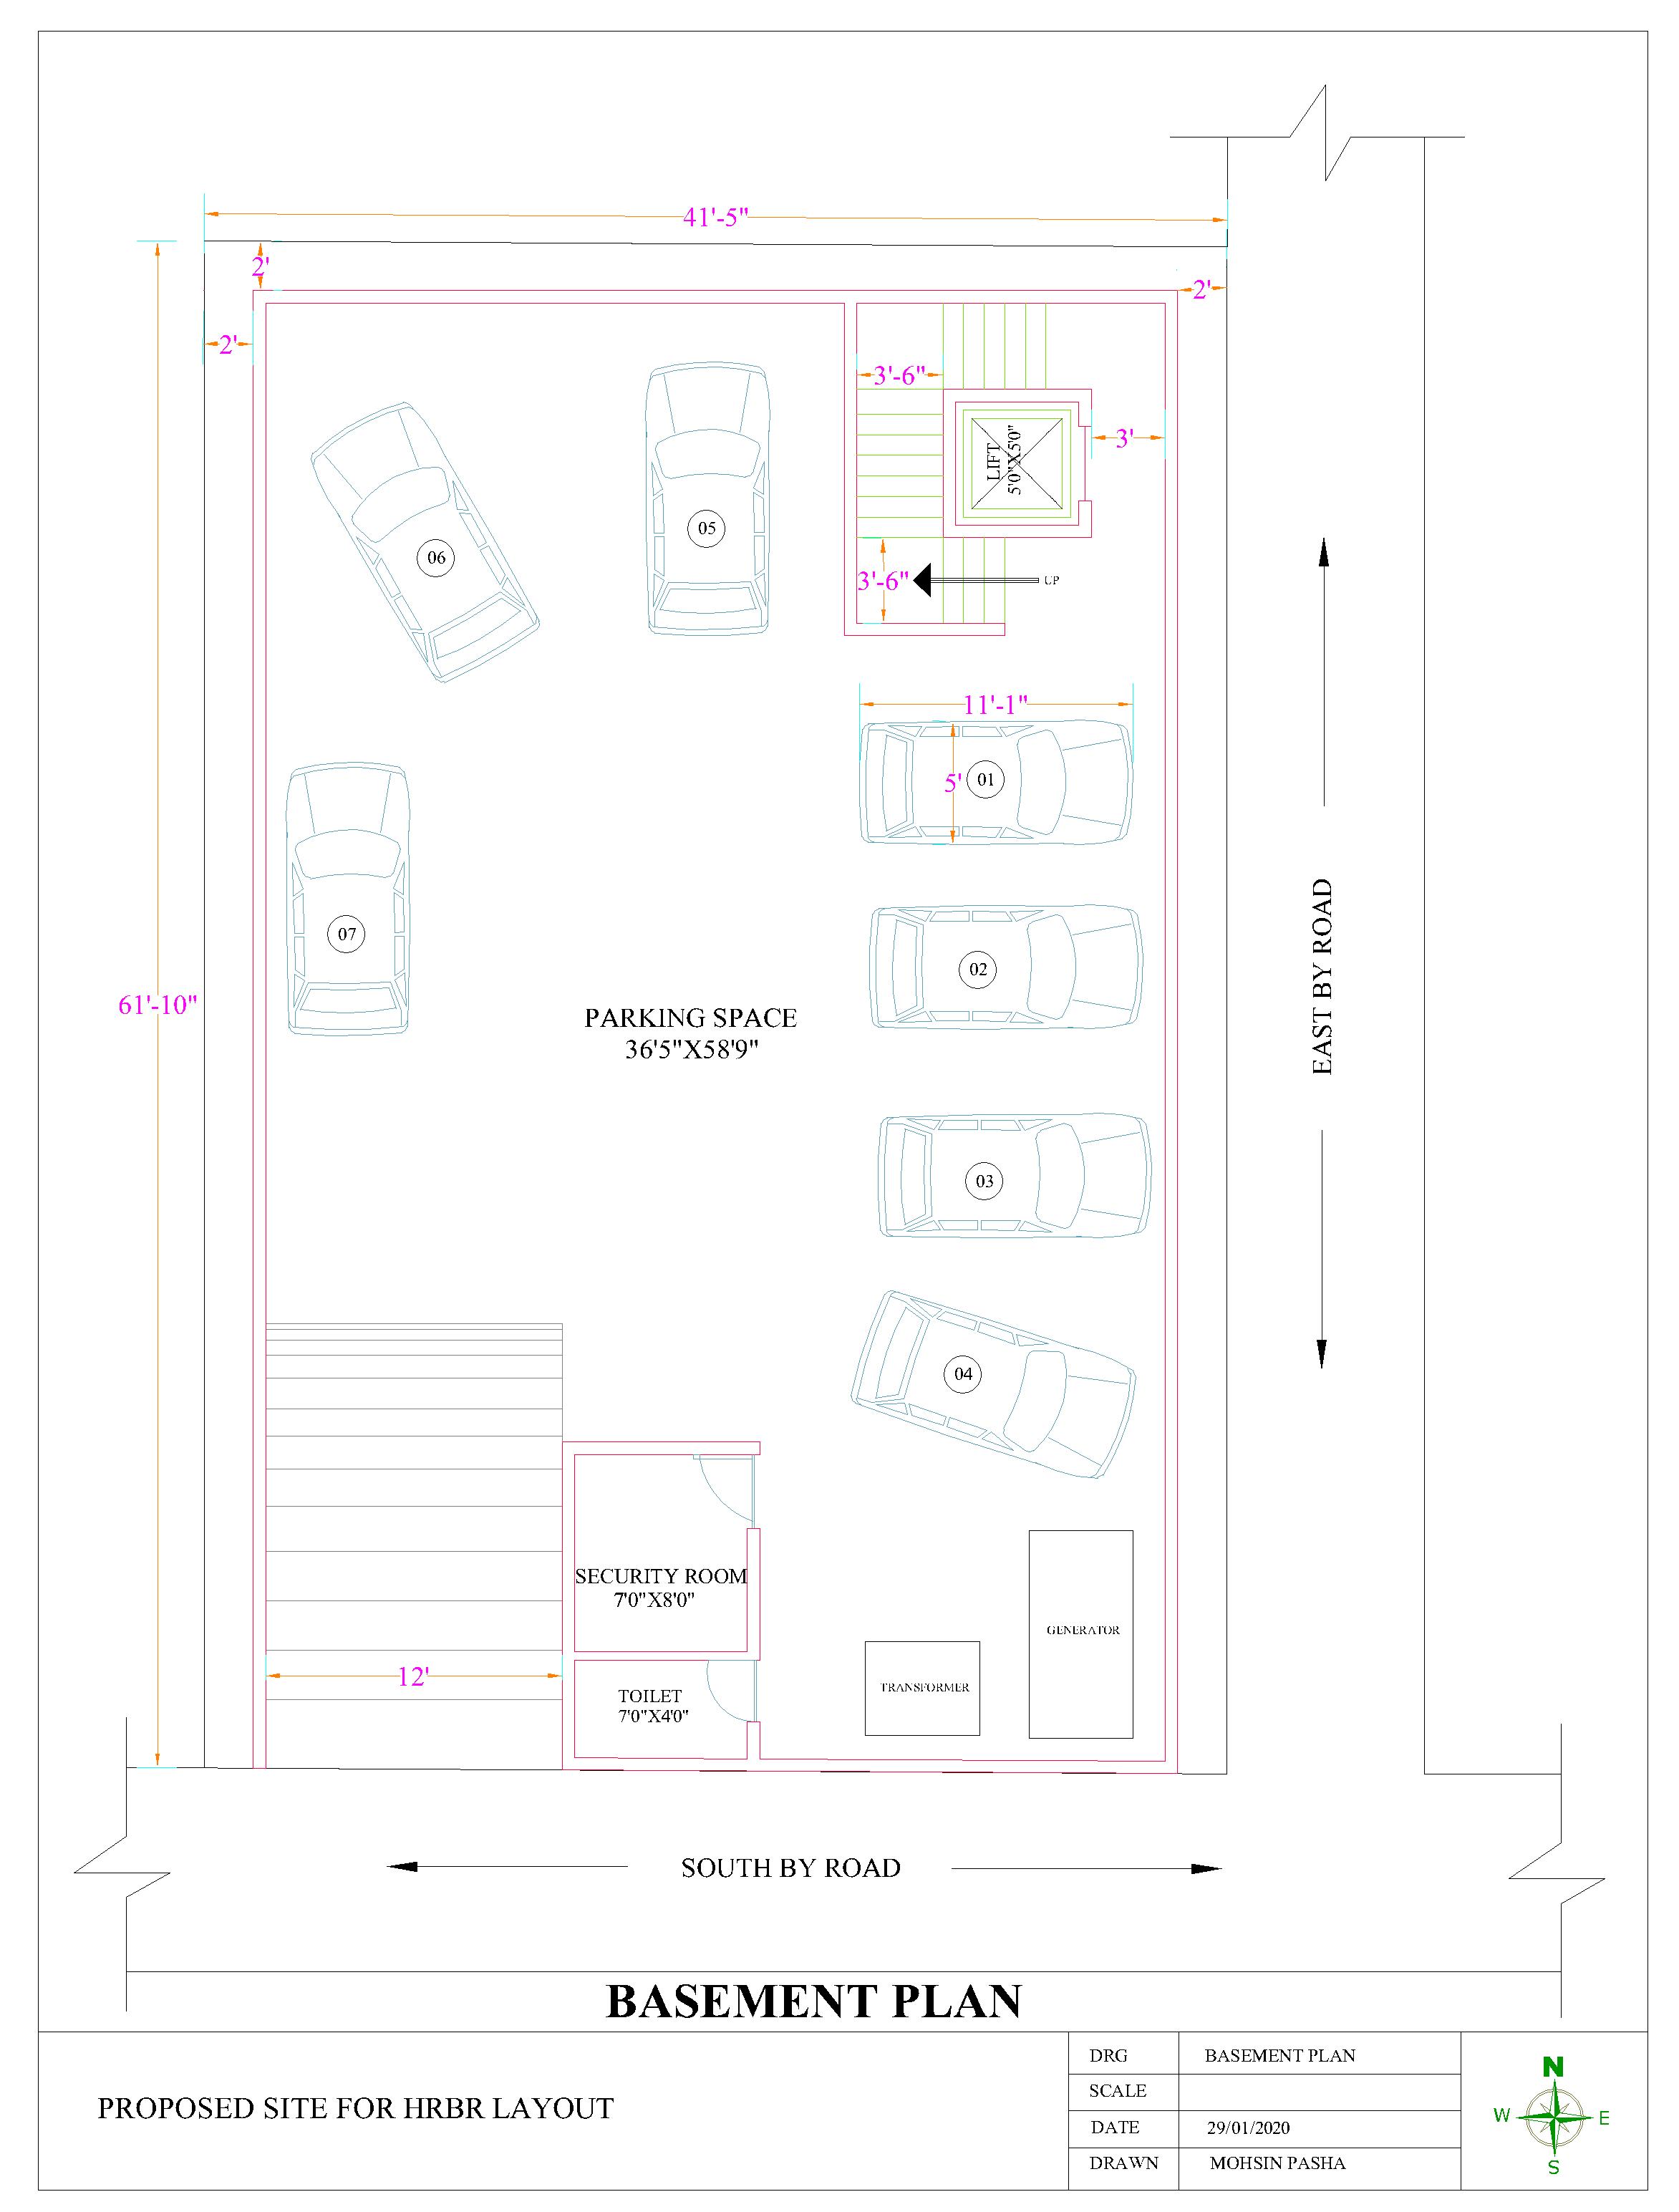 41'-5"
2'
2'
2'
3'-6"
3'
LIFT
5'0"X5'0"
05
06
3'-6"
UP
11'-1"
5'
01
07
02
EAST BY ROAD
61'-10"
PARKING SPACE
36'5"X58'9"
03
04
SECURITY ROOM
7'0"X8'0"
GENERATOR
12'
TRANSFORMER
TOILET
7'0"X4'0"
SOUTH BY ROAD
BASEMENT PLAN
PROPOSED SITE FOR HRBR LAYOUT
DRG BASEMENT PLAN
SCALE
DATE 29/01/2020
DRAWN MOHSIN PASHA
N
W E
S